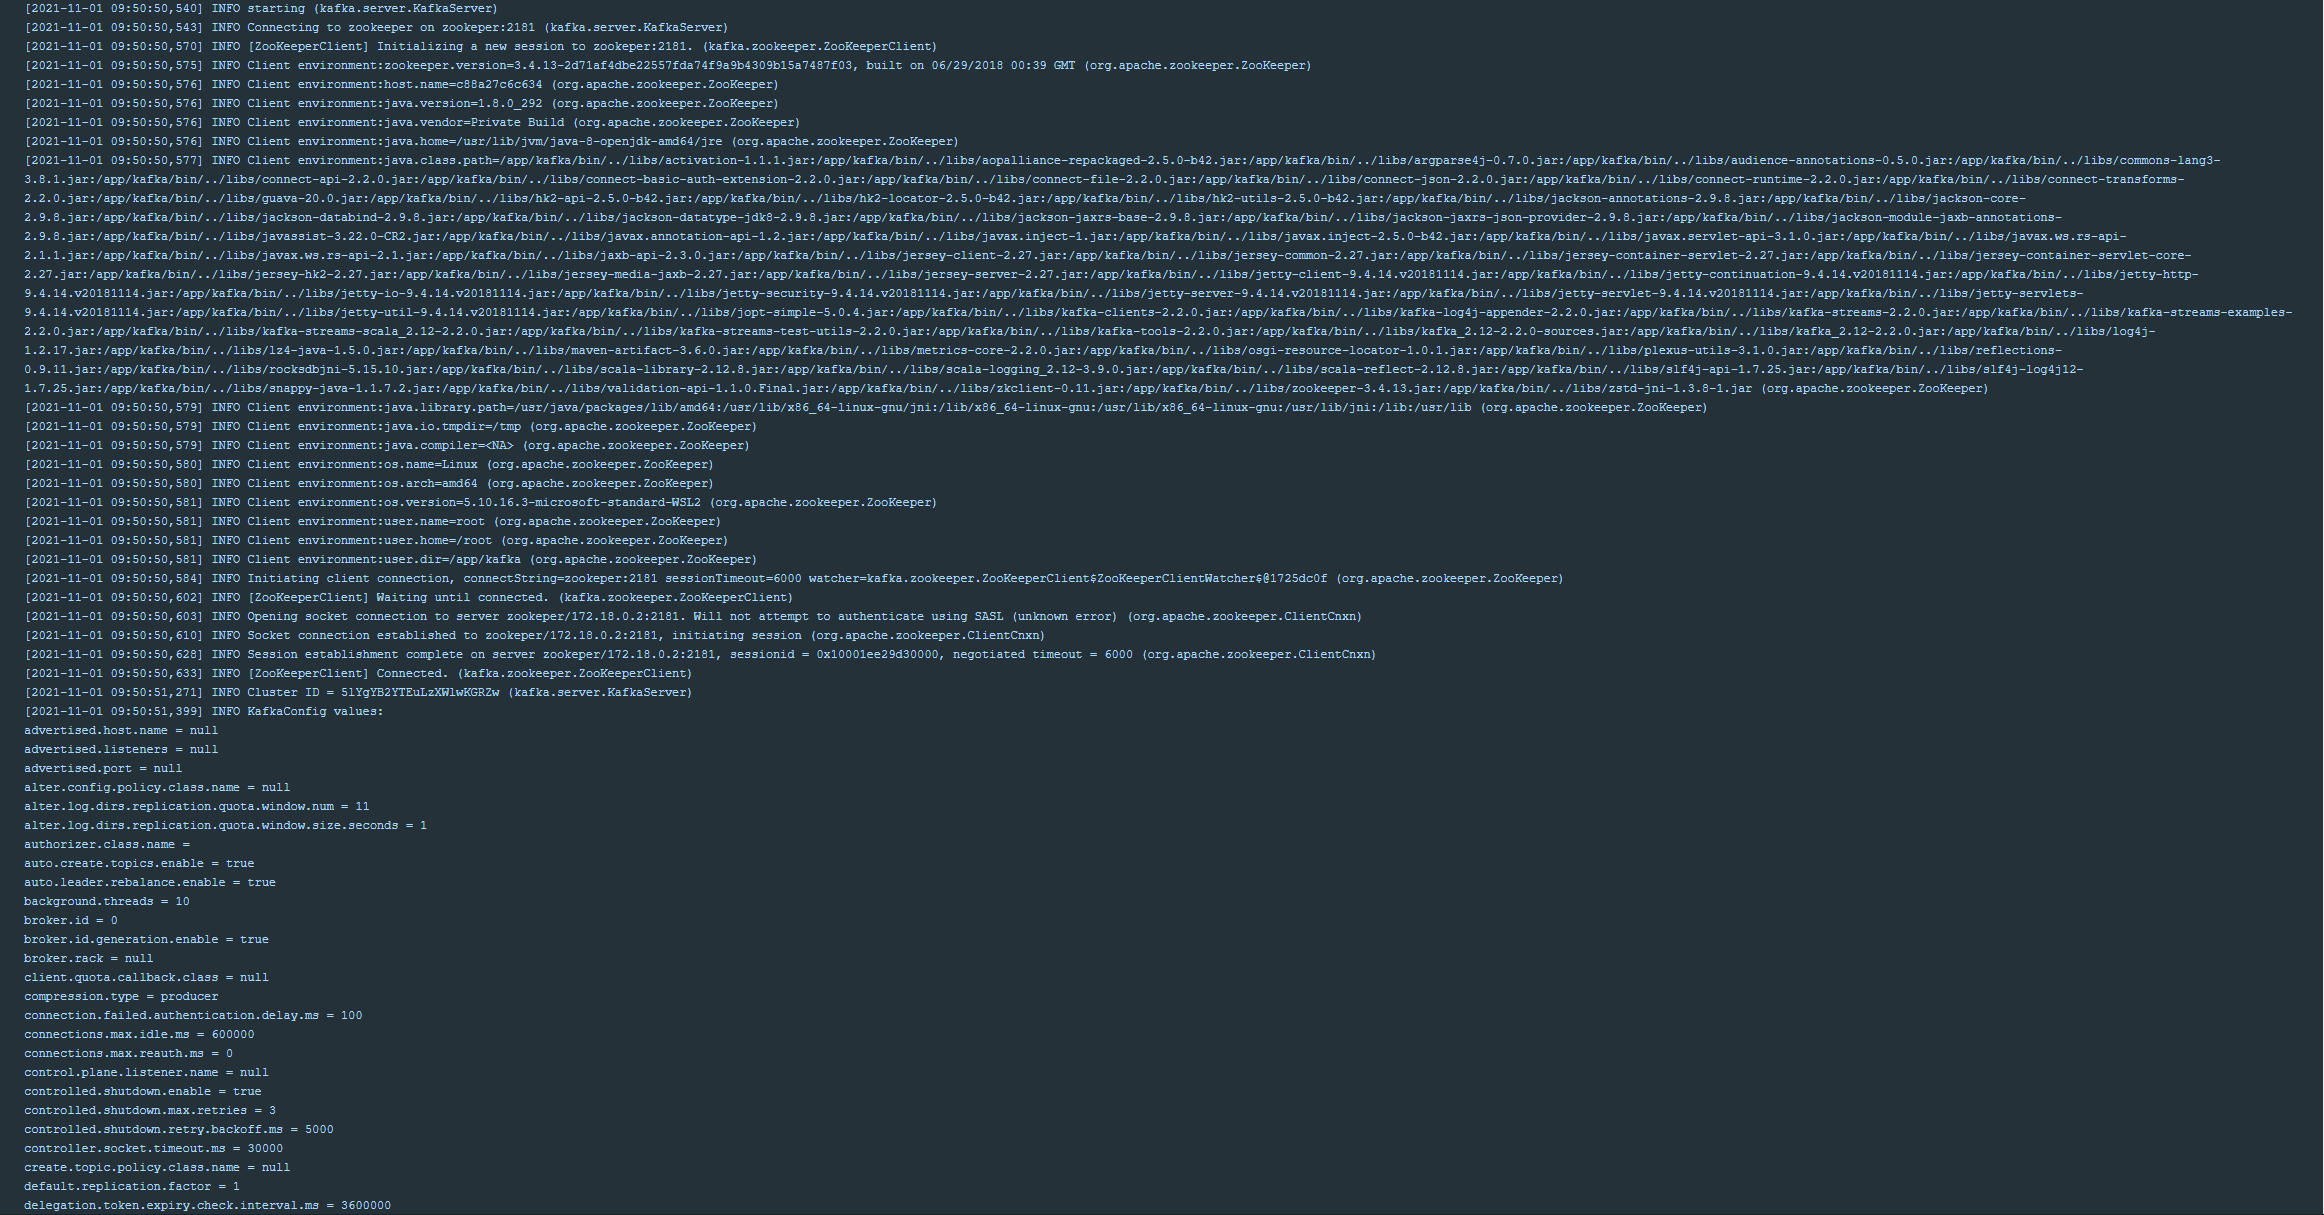 [2021-11-01 09:50:50,540] INFO starting (kafka.server.KafkaServer)
[2021-11-01 09:50:50,543] INFO Connecting to zookeeper on zookeper:2181 (kafka.server.KafkaServer)
[2021-11-01 09:50:50,570] INFO [ZooKeeperClient] Initializing a new session to zookeper:2181. (kafka.zookeeper.ZooKeeperClient)
[2021-11-01 09:50:50,575] INFO Client environment:zookeeper.version=3.4.13-2d71af4dbe22557fda74f9a9b4309b15a7487f03, built on 06/29/2018 00:39 GMT (org.apache.zookeeper.ZooKeeper)
[2021-11-01 09:50:50,576] INFO Client environment:host.name=c88a27c6c634 (org.apache.zookeeper.ZooKeeper)
[2021-11-01 09:50:50,576] INFO Client environment:java.version=1.8.0_292 (org.apache.zookeeper.ZooKeeper)
[2021-11-01 09:50:50,576] INFO Client environment:java.vendor=Private Build (org.apache.zookeeper.ZooKeeper)
[2021-11-01 09:50:50,576] INFO Client environment:java.home=/usr/lib/jvm/java-8-openjdk-amd64/jre (org.apache.zookeeper.ZooKeeper)
[2021-11-01 09:50:50,577] INFO Client environment:java.class.path=/app/kafka/bin/../libs/activation-1.1.1.jar:/app/kafka/bin/../libs/aopalliance-repackaged-2.5.0-b42.jar:/app/kafka/bin/../libs/argparse4j-0.7.0.jar:/app/kafka/bin/../libs/audience-annotations-0.5.0.jar:/app/kafka/bin/../libs/commons-lang3-
3.8.1.jar:/app/kafka/bin/../libs/connect-api-2.2.0.jar:/app/kafka/bin/../libs/connect-basic-auth-extension-2.2.0.jar:/app/kafka/bin/../libs/connect-file-2.2.0.jar:/app/kafka/bin/../libs/connect-json-2.2.0.jar:/app/kafka/bin/../libs/connect-runtime-2.2.0.jar:/app/kafka/bin/../libs/connect-transforms-
2.2.0.jar:/app/kafka/bin/../libs/guava-20.0.jar:/app/kafka/bin/../libs/hk2-api-2.5.0-b42.jar:/app/kafka/bin/../libs/hk2-locator-2.5.0-b42.jar:/app/kafka/bin/../libs/hk2-utils-2.5.0-b42.jar:/app/kafka/bin/../libs/jackson-annotations-2.9.8.jar:/app/kafka/bin/../libs/jackson-core-
2.9.8.jar:/app/kafka/bin/../libs/jackson-databind-2.9.8.jar:/app/kafka/bin/../libs/jackson-datatype-jdk8-2.9.8.jar:/app/kafka/bin/../libs/jackson-jaxrs-base-2.9.8.jar:/app/kafka/bin/../libs/jackson-jaxrs-json-provider-2.9.8.jar:/app/kafka/bin/../libs/jackson-module-jaxb-annotations-
2.9.8.jar:/app/kafka/bin/../libs/javassist-3.22.0-CR2.jar:/app/kafka/bin/../libs/javax.annotation-api-1.2.jar:/app/kafka/bin/../libs/javax.inject-1.jar:/app/kafka/bin/../libs/javax.inject-2.5.0-b42.jar:/app/kafka/bin/../libs/javax.servlet-api-3.1.0.jar:/app/kafka/bin/../libs/javax.ws.rs-api-
2.1.1.jar:/app/kafka/bin/../libs/javax.ws.rs-api-2.1.jar:/app/kafka/bin/../libs/jaxb-api-2.3.0.jar:/app/kafka/bin/../libs/jersey-client-2.27.jar:/app/kafka/bin/../libs/jersey-common-2.27.jar:/app/kafka/bin/../libs/jersey-container-servlet-2.27.jar:/app/kafka/bin/../libs/jersey-container-servlet-core-
2.27.jar:/app/kafka/bin/../libs/jersey-hk2-2.27.jar:/app/kafka/bin/../libs/jersey-media-jaxb-2.27.jar:/app/kafka/bin/../libs/jersey-server-2.27.jar:/app/kafka/bin/../libs/jetty-client-9.4.14.v20181114.jar:/app/kafka/bin/../libs/jetty-continuation-9.4.14.v20181114.jar:/app/kafka/bin/../libs/jetty-http-
9.4.14.v20181114.jar:/app/kafka/bin/../libs/jetty-io-9.4.14.v20181114.jar:/app/kafka/bin/../libs/jetty-security-9.4.14.v20181114.jar:/app/kafka/bin/../libs/jetty-server-9.4.14.v20181114.jar:/app/kafka/bin/../libs/jetty-servlet-9.4.14.v20181114.jar:/app/kafka/bin/../libs/jetty-servlets-
9.4.14.v20181114.jar:/app/kafka/bin/../libs/jetty-util-9.4.14.v20181114.jar:/app/kafka/bin/../libs/jopt-simple-5.0.4.jar:/app/kafka/bin/../libs/kafka-clients-2.2.0.jar:/app/kafka/bin/../libs/kafka-log4j-appender-2.2.0.jar:/app/kafka/bin/../libs/kafka-streams-2.2.0.jar:/app/kafka/bin/../libs/kafka-streams-examples-
2.2.0.jar:/app/kafka/bin/../libs/kafka-streams-scala_2.12-2.2.0.jar:/app/kafka/bin/../libs/kafka-streams-test-utils-2.2.0.jar:/app/kafka/bin/../libs/kafka-tools-2.2.0.jar:/app/kafka/bin/../libs/kafka_2.12-2.2.0-sources.jar:/app/kafka/bin/../libs/kafka_2.12-2.2.0.jar:/app/kafka/bin/../libs/log4j-
1.2.17.jar:/app/kafka/bin/../libs/lz4-java-1.5.0.jar:/app/kafka/bin/../libs/maven-artifact-3.6.0.jar:/app/kafka/bin/../libs/metrics-core-2.2.0.jar:/app/kafka/bin/../libs/osgi-resource-locator-1.0.1.jar:/app/kafka/bin/../libs/plexus-utils-3.1.0.jar:/app/kafka/bin/../libs/reflections-
0.9.11.jar:/app/kafka/bin/../libs/rocksdbjni-5.15.10.jar:/app/kafka/bin/../libs/scala-library-2.12.8.jar:/app/kafka/bin/../libs/scala-logging_2.12-3.9.0.jar:/app/kafka/bin/../libs/scala-reflect-2.12.8.jar:/app/kafka/bin/../libs/slf4j-api-1.7.25.jar:/app/kafka/bin/../libs/slf4j-log4j12-
1.7.25.jar:/app/kafka/bin/../libs/snappy-java-1.1.7.2.jar:/app/kafka/bin/../libs/validation-api-1.1.0.Final.jar:/app/kafka/bin/../libs/zkclient-0.11.jar:/app/kafka/bin/../libs/zookeeper-3.4.13.jar:/app/kafka/bin/../libs/zstd-jni-1.3.8-1.jar (org.apache.zookeeper.ZooKeeper)
[2021-11-01 09:50:50,579] INFO Client environment:java.library.path=/usr/java/packages/lib/amd64:/usr/lib/x86_64-linux-gnu/jni:/lib/x86_64-linux-gnu:/usr/lib/x86_64-linux-gnu:/usr/lib/jni:/lib:/usr/lib (org.apache.zookeeper.ZooKeeper)
[2021-11-01 09:50:50,579] INFO Client environment:java.io.tmpdir=/tmp (org.apache.zookeeper.ZooKeeper)
[2021-11-01 09:50:50,579] INFO Client environment:java.compiler=<NA> (org.apache.zookeeper.ZooKeeper)
[2021-11-01 09:50:50,580] INFO Client environment:os.name=Linux (org.apache.zookeeper.ZooKeeper)
[2021-11-01 09:50:50,580] INFO Client environment:os.arch=amd64 (org.apache.zookeeper.ZooKeeper)
[2021-11-01 09:50:50,581] INFO Client environment:os.version=5.10.16.3-microsoft-standard-WSL2 (org.apache.zookeeper.ZooKeeper)
[2021-11-01 09:50:50,581] INFO Client environment:user.name=root (org.apache.zookeeper.ZooKeeper)
[2021-11-01 09:50:50,581] INFO Client environment:user.home=/root (org.apache.zookeeper.ZooKeeper)
[2021-11-01 09:50:50,581] INFO Client environment:user.dir=/app/kafka (org.apache.zookeeper.ZooKeeper)
[2021-11-01 09:50:50,584] INFO Initiating client connection, connectString=zookeper:2181 sessionTimeout=6000 watcher=kafka.zookeeper.ZooKeeperClient$ZooKeeperClientWatcher$@1725dc0f (org.apache.zookeeper.ZooKeeper)
[2021-11-01 09:50:50,602] INFO [ZooKeeperClient] Waiting until connected. (kafka.zookeeper.ZooKeeperClient)
[2021-11-01 09:50:50,603] INFO Opening socket connection to server zookeper/172.18.0.2:2181. Will not attempt to authenticate using SASL (unknown error) (org.apache.zookeeper.ClientCnxn)
[2021-11-01 09:50:50,610] INFO Socket connection established to zookeper/172.18.0.2:2181, initiating session (org.apache.zookeeper.ClientCnxn)
[2021-11-01 09:50:50,628] INFO Session establishment complete on server zookeper/172.18.0.2:2181, sessionid = 0x10001ee29d30000, negotiated timeout = 6000 (org.apache.zookeeper.ClientCnxn)
[2021-11-01 09:50:50,633] INFO [ZooKeeperClient] Connected. (kafka.zookeeper.ZooKeeperClient)
[2021-11-01 09:50:51,271] INFO Cluster ID = 5lYgYB2YTEuLzXWlwKGRZw (kafka.server.KafkaServer)
[2021-11-01 09:50:51,399] INFO KafkaConfig values:
advertised.host.name = null
advertised.listeners = null
advertised.port = null
alter.config.policy.class.name = null
alter.log.dirs.replication.quota.window.num = 11
alter.log.dirs.replication.quota.window.size.seconds = 1
authorizer.class.name =
auto.create.topics.enable = true
auto.leader.rebalance.enable = true
background.threads = 10
broker.id = 0
broker.id.generation.enable = true
broker.rack = null
client.quota.callback.class = null
compression.type = producer
connection.failed.authentication.delay.ms = 100
connections.max.idle.ms = 600000
connections.max.reauth.ms = 0
control.plane.listener.name = null
controlled.shutdown.enable = true
controlled.shutdown.max.retries = 3
controlled.shutdown.retry.backoff.ms = 5000
controller.socket.timeout.ms = 30000
create.topic.policy.class.name = null
default.replication.factor = 1
delegation.token.expiry.check.interval.ms = 3600000